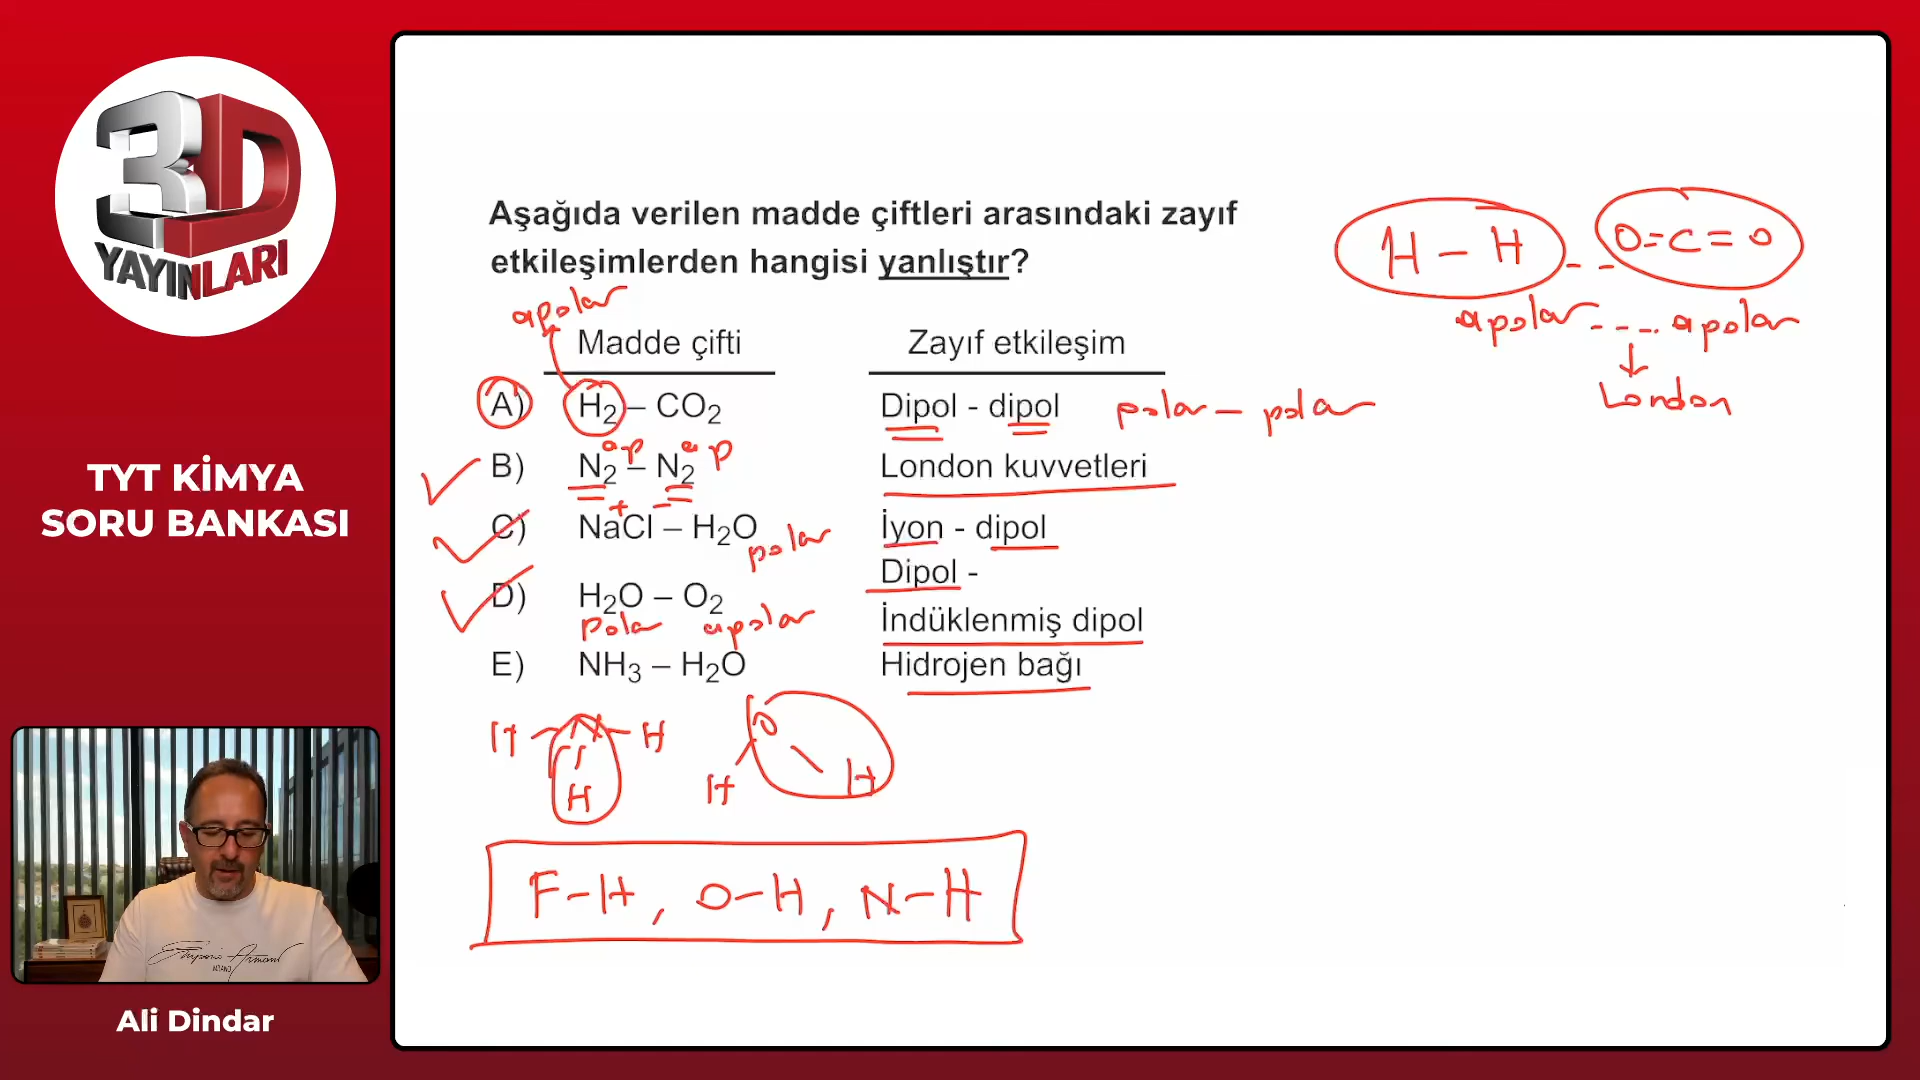 3D
YAYINLARI
TYT KİMYA
SORU BANKASI
Ali Dindar
Aşağıda verilen madde çiftleri arasındaki zayıf
etkileşimlerden hangisi yanlıştır?
apolar
Madde çifti Zayıf etkileşim
A) H₂ – CO₂ Dipol - dipol polar – polar
ap ap
B) N₂ – N₂ London kuvvetleri
+ –
C) NaCl – H₂O İyon - dipol
polar
D) H₂O – O₂ Dipol -
İndüklenmiş dipol
polar apolar
E) NH₃ – H₂O Hidrojen bağı
H – N – H
H
O
H H
F–H, O–H, N–H
H – H -- O=C=O
apolar ---- apolar
↓
London